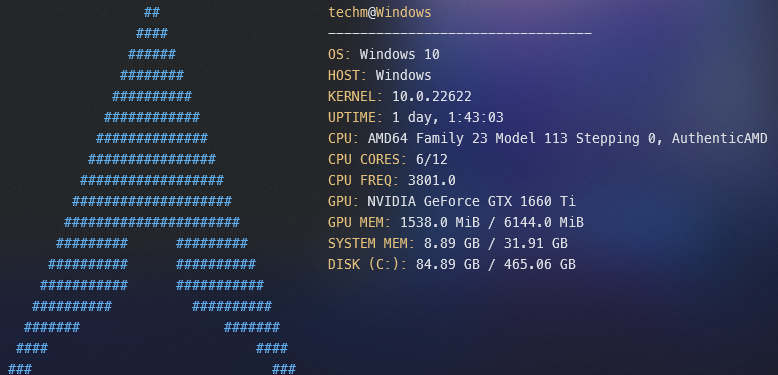 techm@Windows
—————————————————————————————————
OS: Windows 10
HOST: Windows
KERNEL: 10.0.22622
UPTIME: 1 day, 1:43:03
CPU: AMD64 Family 23 Model 113 Stepping 0, AuthenticAMD
CPU CORES: 6/12
CPU FREQ: 3801.0
GPU: NVIDIA GeForce GTX 1660 Ti
GPU MEM: 1538.0 MiB / 6144.0 MiB
SYSTEM MEM: 8.89 GB / 31.91 GB
DISK (C:): 84.89 GB / 465.06 GB